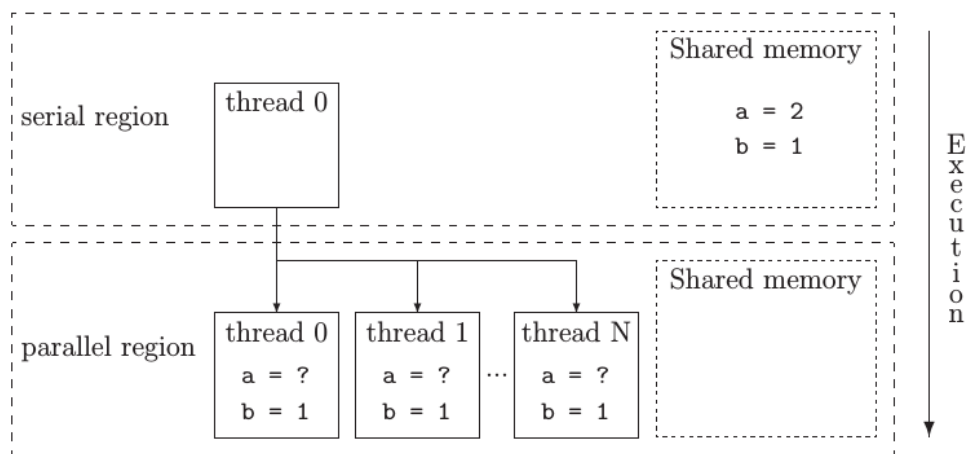 serial region
thread 0
Shared memory
a = 2
b = 1
parallel region
thread 0
a = ?
b = 1
thread 1
a = ?
b = 1
...
thread N
a = ?
b = 1
Shared memory
Execution